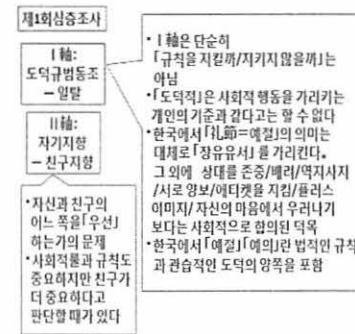 제1회심층조사
Ⅰ軸:
도덕규범동조
－일탈
Ⅱ軸:
자기지향
－친구지향
・자신과 친구의
어느 쪽을「우선」
하는가의 문제
・사회적룰과 규칙도
중요하지만 친구가
더 중요하다고
판단할 때가 있다
・Ⅰ軸은 단순히
「규칙을 지킬까/지키지 않을까」는
아님
・「도덕적」은 사회적 행동을 가리키는
개인의 기준과 같다고는 할 수 없다
・한국에서「礼節=예절」의 의미는
대체로「장유유서」를 가리킨다.
그 외에 상대를 존중/배려/역지사지
/서로 양보/에티켓을 지킴/플러스
이미지/ 자신의 마음에서 우러나기
보다는 사회적으로 합의된 덕목
・한국에서「예절」「예의」란 법적인 규칙
과 관습적인 도덕의 양쪽을 포함